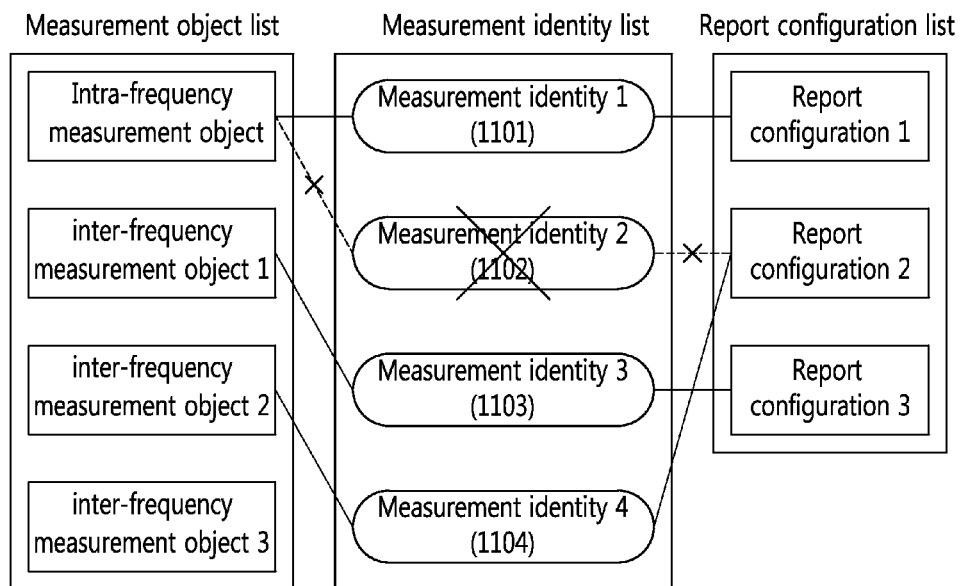 Measurement object list
Measurement identity list
Report configuration list
Intra-frequency
measurement object
Measurement identity 1
(1101)
Report
configuration 1
inter-frequency
measurement object 1
Measurement identity 2
(1102)
Report
configuration 2
inter-frequency
measurement object 2
Measurement identity 3
(1103)
Report
configuration 3
inter-frequency
measurement object 3
Measurement identity 4
(1104)